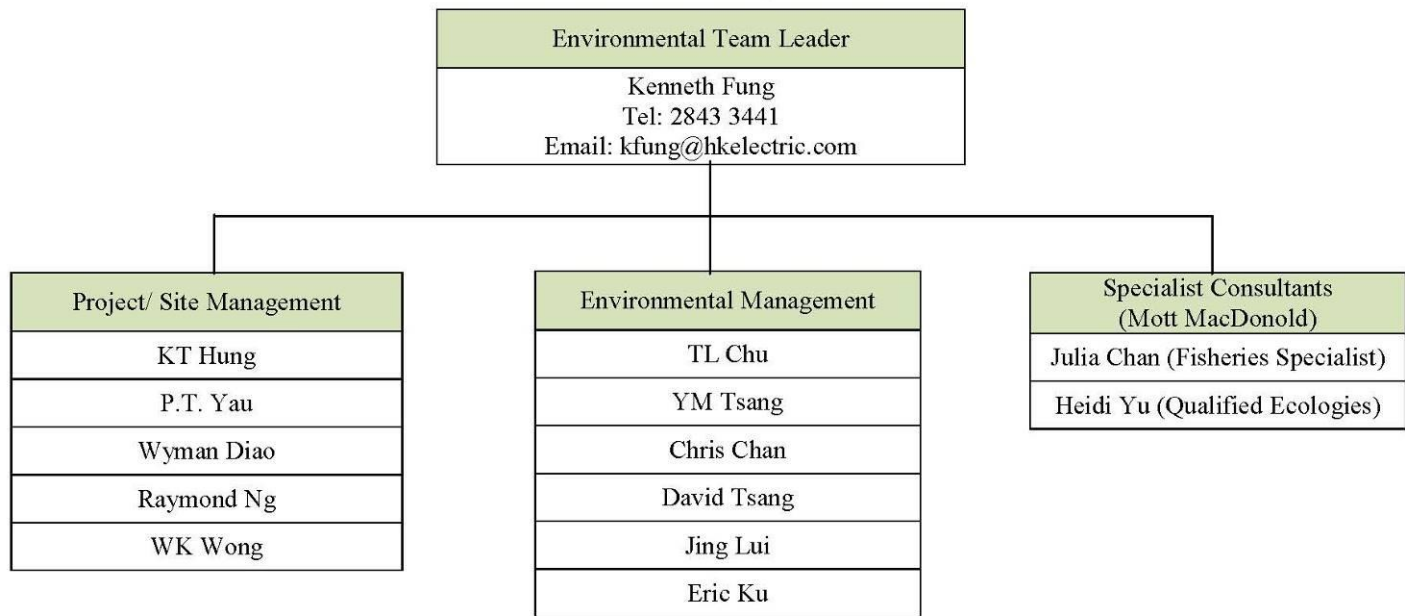 Environmental Team Leader
Kenneth Fung
Tel: 2843 3441
Email: kfung@hkelectric.com
Project/ Site Management
KT Hung
P.T. Yau
Wyman Diao
Raymond Ng
WK Wong
Environmental Management
TL Chu
YM Tsang
Chris Chan
David Tsang
Jing Lui
Eric Ku
Specialist Consultants
(Mott MacDonold)
Julia Chan (Fisheries Specialist)
Heidi Yu (Qualified Ecologies)